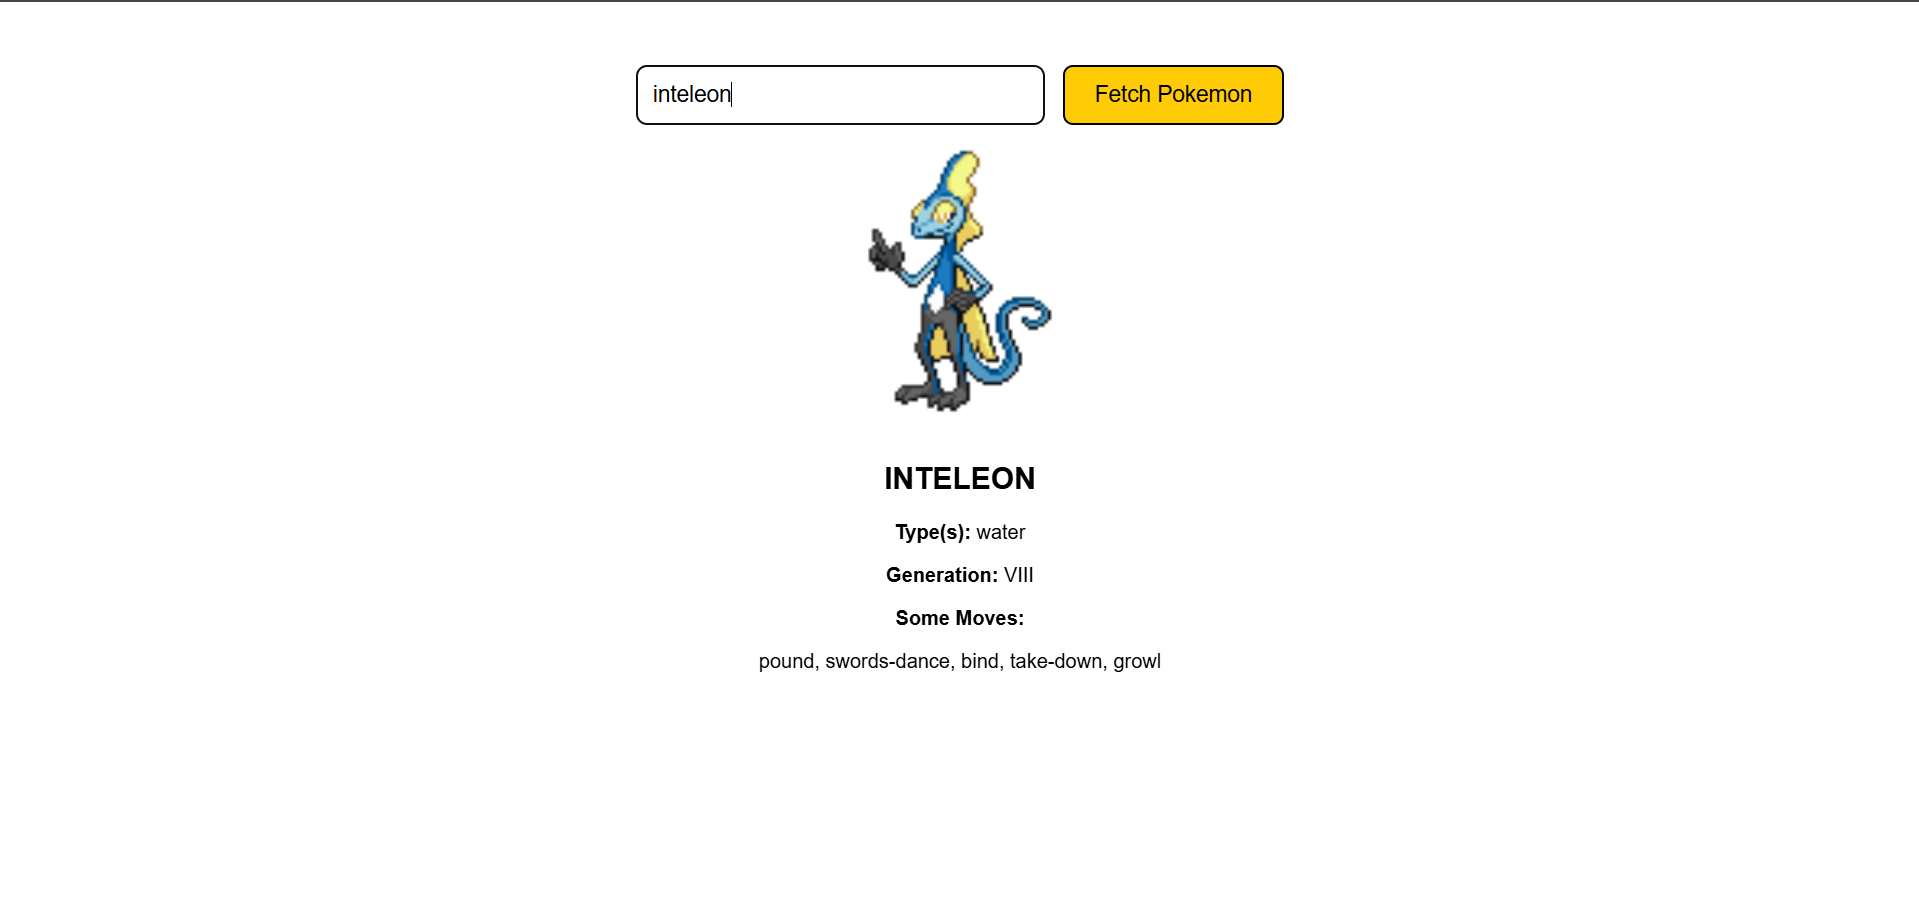 inteleon
Fetch Pokemon
INTELEON
Type(s): water
Generation: VIII
Some Moves:
pound, swords-dance, bind, take-down, growl